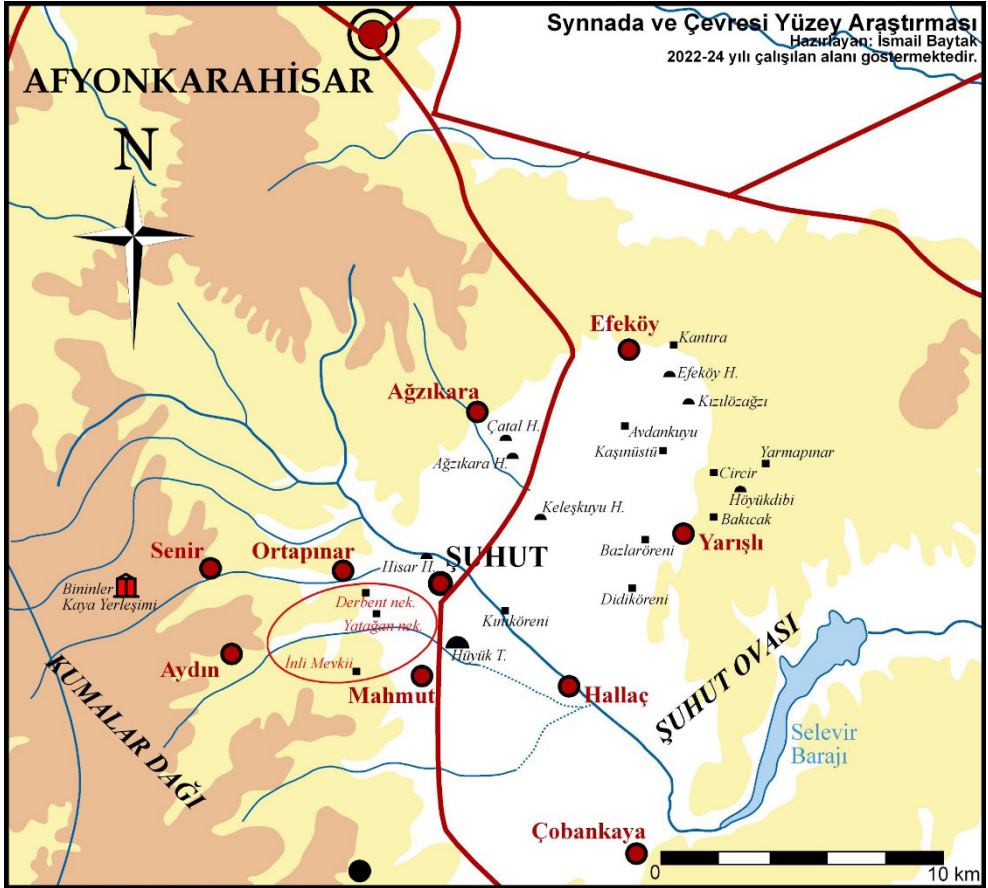 Synnada ve Çevresi Yüzey Araştırması
Hazırlayan: İsmail Baytak
2022-24 yılı çalışılan alanı göstermektedir.
AFYONKARAHİSAR
N
Efeköy
Kantıra
Efeköy H.
Kızılözağzı
Ağzıkara
Çatal H.
Ağzıkara H.
Avdankuyu
Kaşınüstü
Yarmapınar
Circir
Höyükdibi
Keleşkuyu H.
Bakıcak
Yarışlı
Bazlaröreni
Senir
Ortapınar
Hisar H.
ŞUHUT
Bininler
Kaya Yerleşimi
Derbent nek.
Yatağan nek.
Kınıköreni
Didiköreni
Aydın
İnli Mevkii
Mahmut
Hüyük T.
Hallaç
ŞUHUT OVASI
KUMALAR DAĞI
Selevir
Barajı
Çobankaya
0
10 km